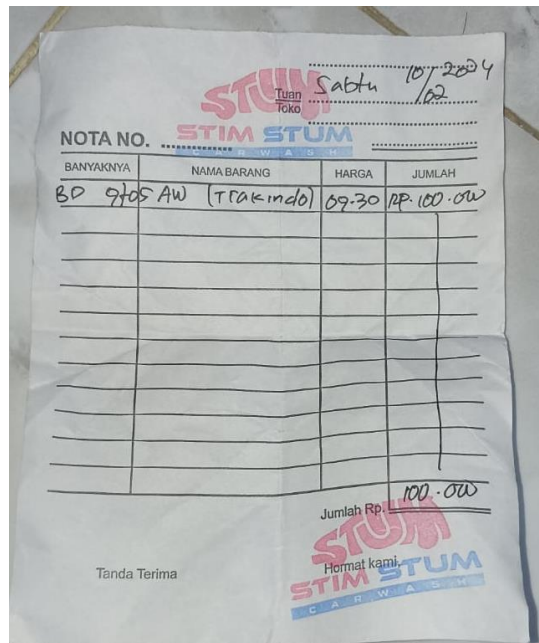 STUM
Tuan Sabtu 10/02 2024
Toko
NOTA NO. STIM STUM
CARWASH
BANYAKNYA NAMA BARANG HARGA JUMLAH
BD 9705 AW (Trakindo) 09.30 RP. 100.000
100.000
Jumlah Rp.
STUM
Tanda Terima Hormat kami,
STIM STUM
CARWASH